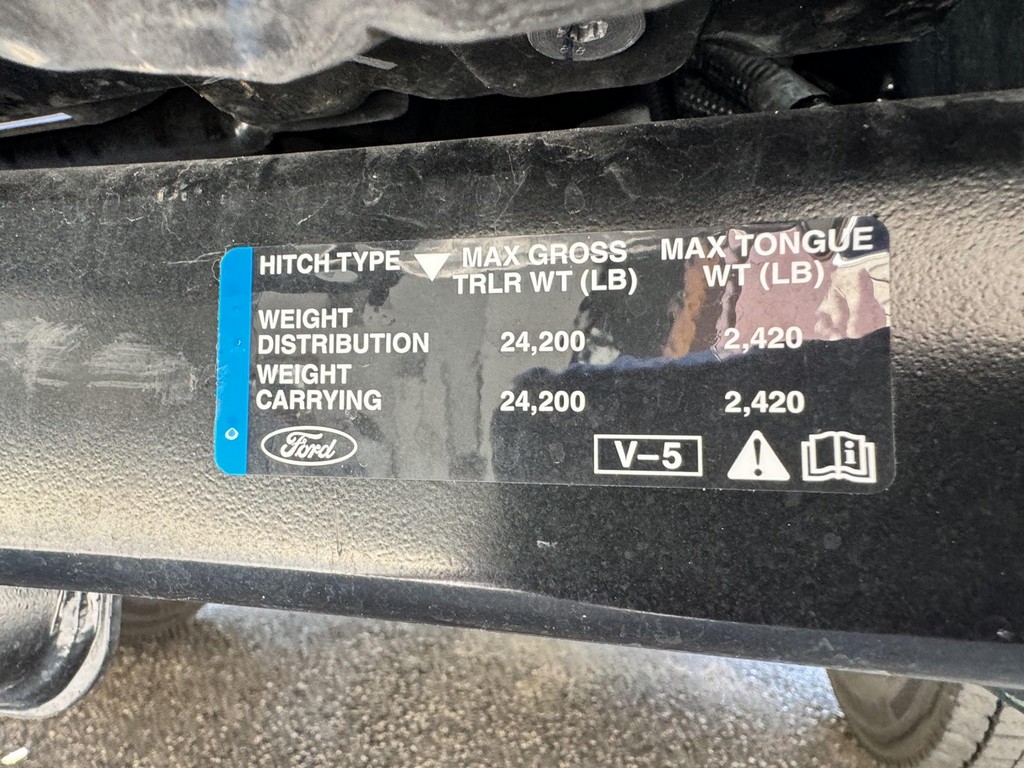 HITCH TYPE MAX GROSS TRLR WT (LB) MAX TONGUE WT (LB)
WEIGHT
DISTRIBUTION 24,200 2,420
WEIGHT
CARRYING 24,200 2,420
Ford V-5